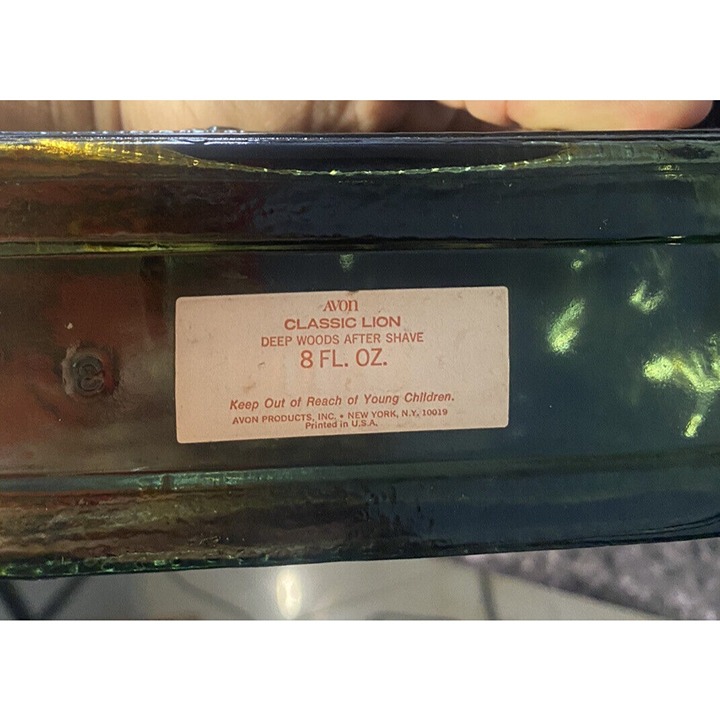 AVON
CLASSIC LION
DEEP WOODS AFTER SHAVE
8 FL. OZ.
Keep Out of Reach of Young Children.
AVON PRODUCTS, INC. • NEW YORK, N.Y. 10019
Printed in U.S.A.